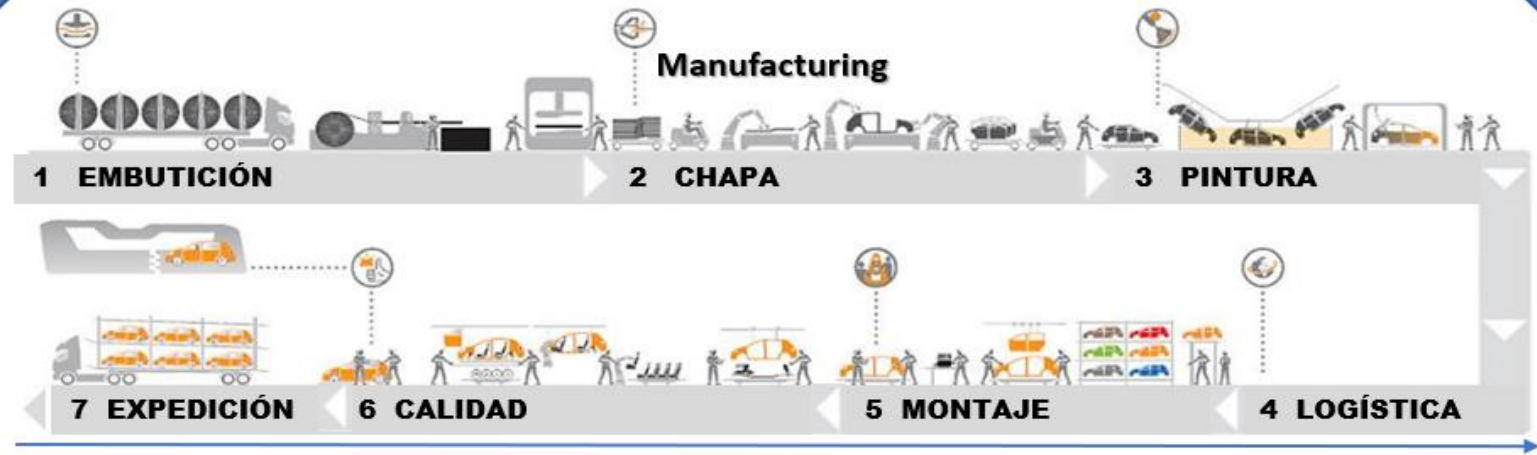 Manufacturing
1 EMBUTICIÓN
2 CHAPA
3 PINTURA
7 EXPEDICIÓN
6 CALIDAD
5 MONTAJE
4 LOGÍSTICA